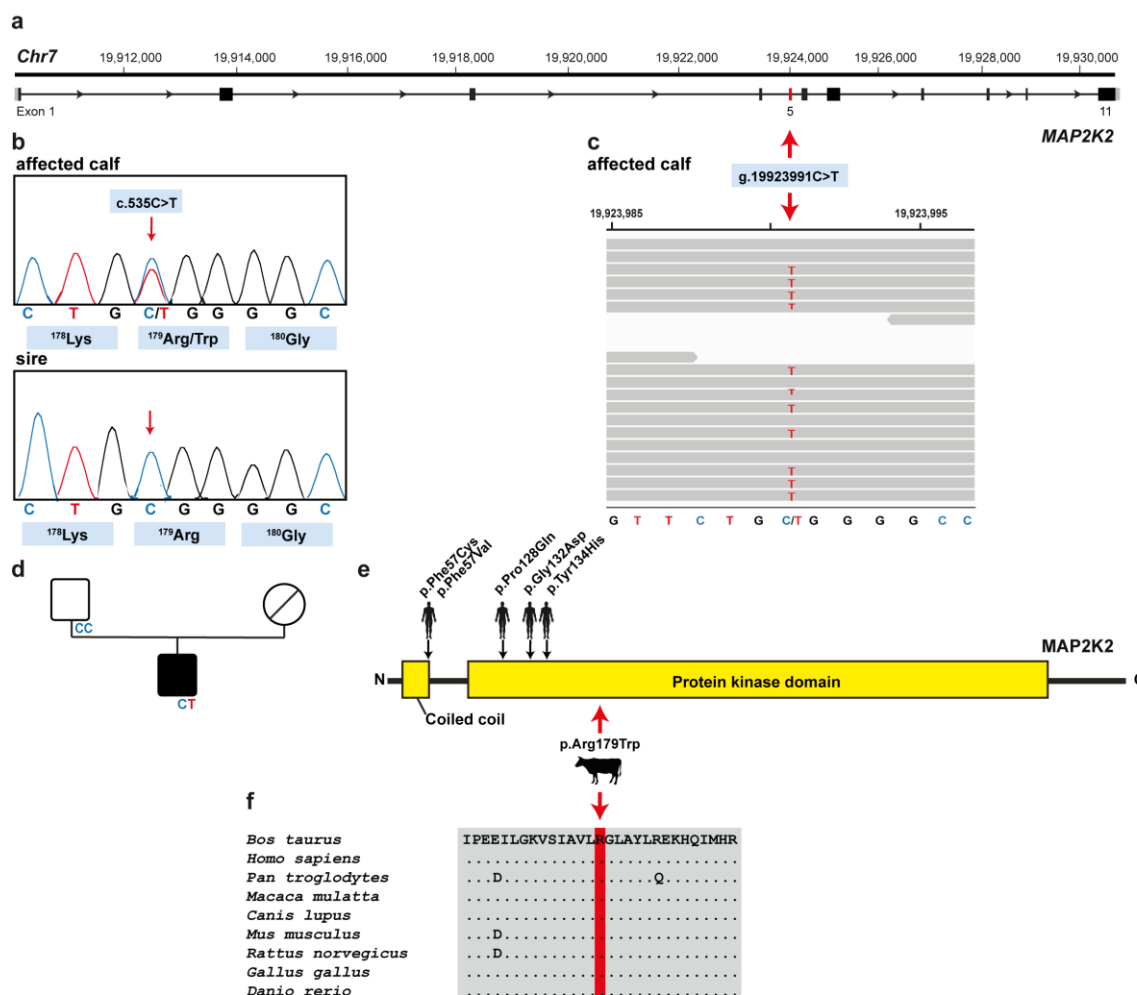 a
Chr7
19,912,000 19,914,000 19,916,000 19,918,000 19,920,000 19,922,000 19,924,000 19,926,000 19,928,000 19,930,000
Exon 1 5 11
MAP2K2
b
affected calf
c.535C>T
C T G C/T G G G G C
178Lys 179Arg/Trp 180Gly
sire
C T G C G G G G C
178Lys 179Arg 180Gly
c
affected calf
g.19923991C>T
19,923,985 19,923,995
T
T
T
T
T
T
T
T
T
T
T
G T T C T G C/T G G G G C C
d
CC
CT
e
p.Phe57Cys
p.Phe57Val
p.Pro128Gln
p.Gly132Asp
p.Tyr134His
MAP2K2
N Protein kinase domain
Coiled coil
p.Arg179Trp
f
Bos taurus IPEEILGKVSIAVLRGLAYLREKHQIMHR
Homo sapiens .............................
Pan troglodytes ...D.................Q.......
Macaca mulatta .............................
Canis lupus .............................
Mus musculus ...D.........................
Rattus norvegicus ...D.........................
Gallus gallus .............................
Danio rerio .............................